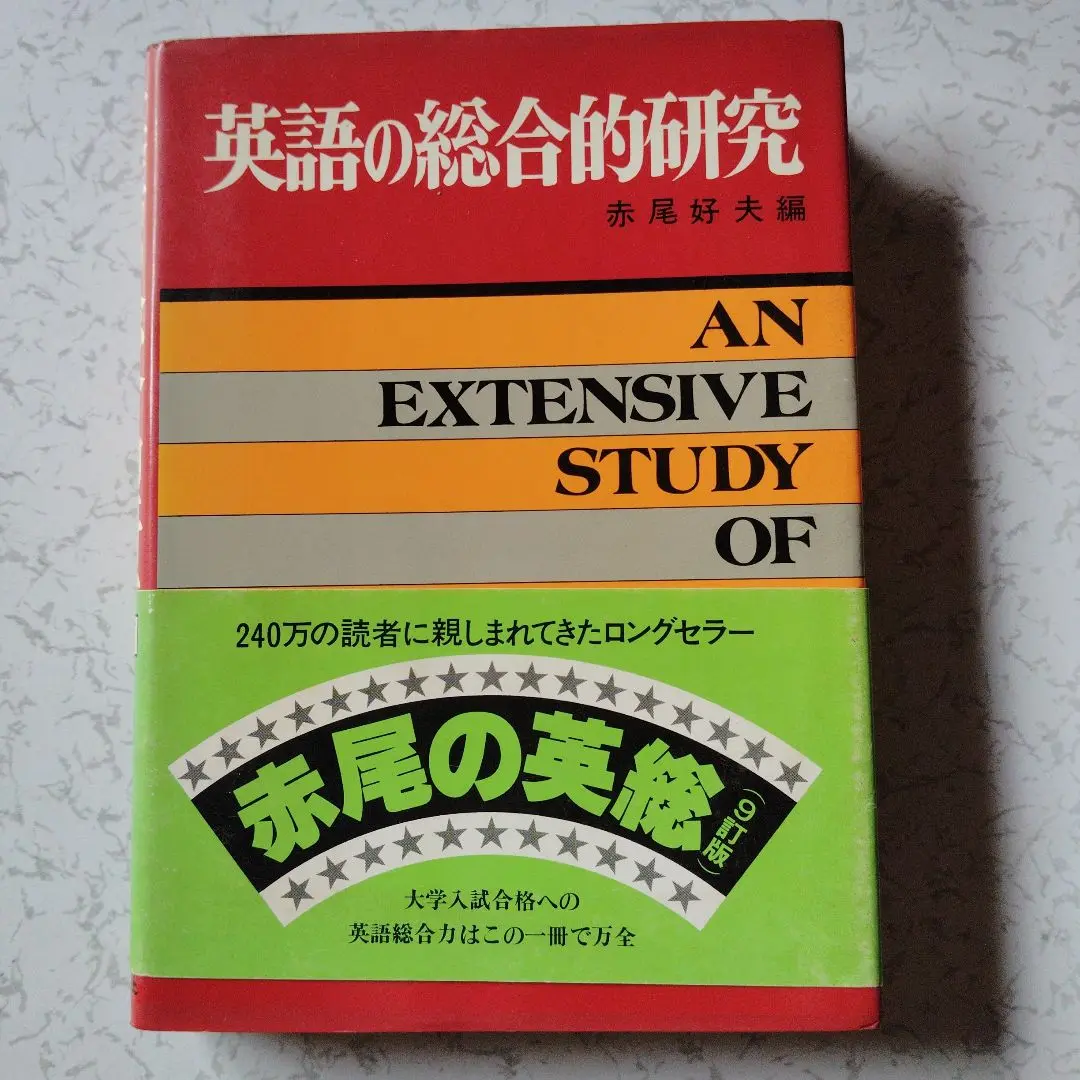 英語の総合的研究
赤尾好夫編
AN
EXTENSIVE
STUDY
OF
240万の読者に親しまれてきたロングセラー
赤尾の英総
(9訂版)
大学入試合格への
英語総合力はこの一冊で万全